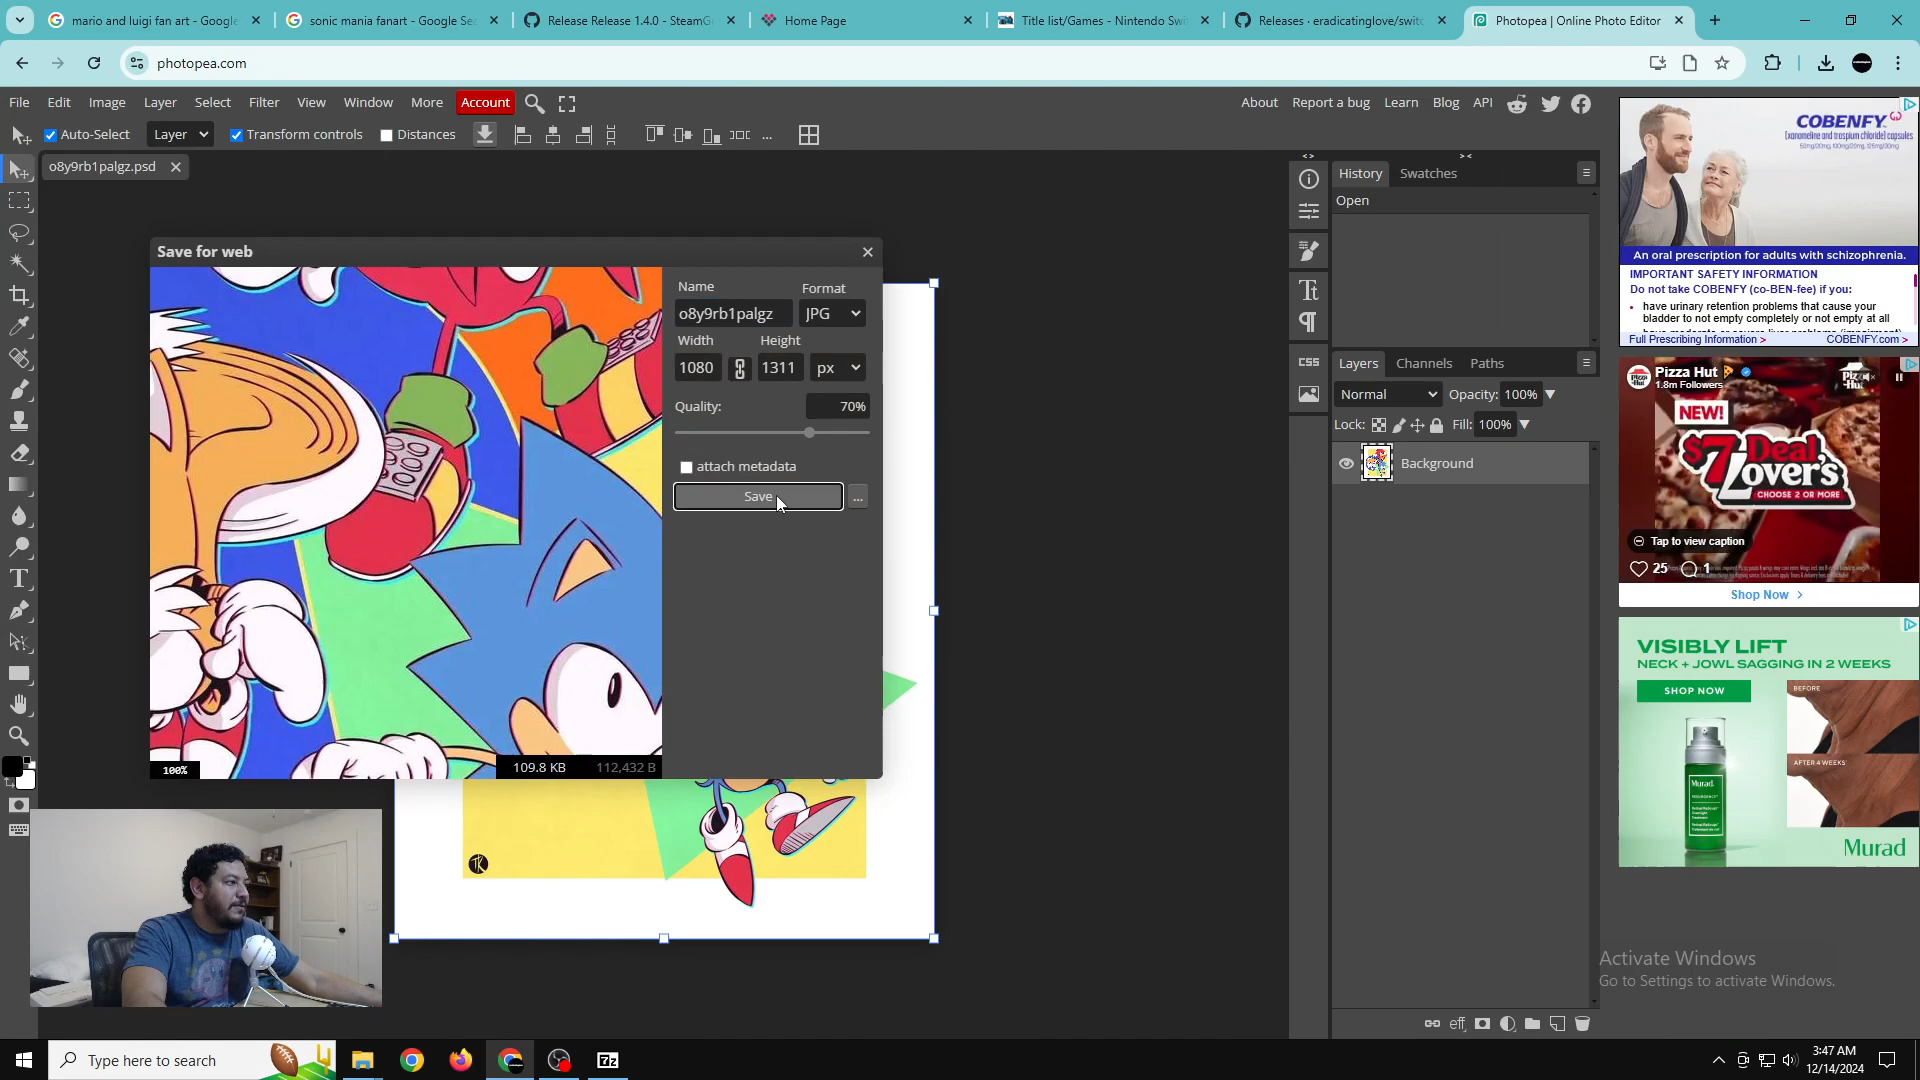 mario and luigi fan art - Google
sonic mania fanart - Google Se
Release Release 1.4.0 - SteamG
Home Page
Title list/Games - Nintendo Swi
Releases · eradicatinglove/switc
Photopea | Online Photo Editor
photopea.com
File Edit Image Layer Select Filter View Window More Account
About Report a bug Learn Blog API
Auto-Select Layer Transform controls Distances ...
o8y9rb1palgz.psd
Save for web
Name Format
o8y9rb1palgz JPG
Width Height
1080 1311 px
Quality: 70%
attach metadata
Save ...
100%
109.8 KB 112,432 B
TK
History Swatches
Open
CSS
Layers Channels Paths
Normal Opacity: 100%
Lock: Fill: 100%
Background
eff
COBENFY
(xanomeline and trospium chloride) capsules
50mg/20mg, 100mg/20mg, 125mg/30mg
An oral prescription for adults with schizophrenia.
IMPORTANT SAFETY INFORMATION
Do not take COBENFY (co-BEN-fee) if you:
• have urinary retention problems that cause your
bladder to not empty completely or not empty at all
Full Prescribing Information > COBENFY.com >
Pizza Hut
1.8m Followers
Pizza Hut
NEW!
$7 Deal
Lover's
CHOOSE 2 OR MORE
Tap to view caption
25 1
Shop Now >
VISIBLY LIFT
NECK + JOWL SAGGING IN 2 WEEKS
SHOP NOW
BEFORE
AFTER 4 WEEKS
Murad.
Murad
Activate Windows
Go to Settings to activate Windows.
Type here to search
7z
3:47 AM
12/14/2024